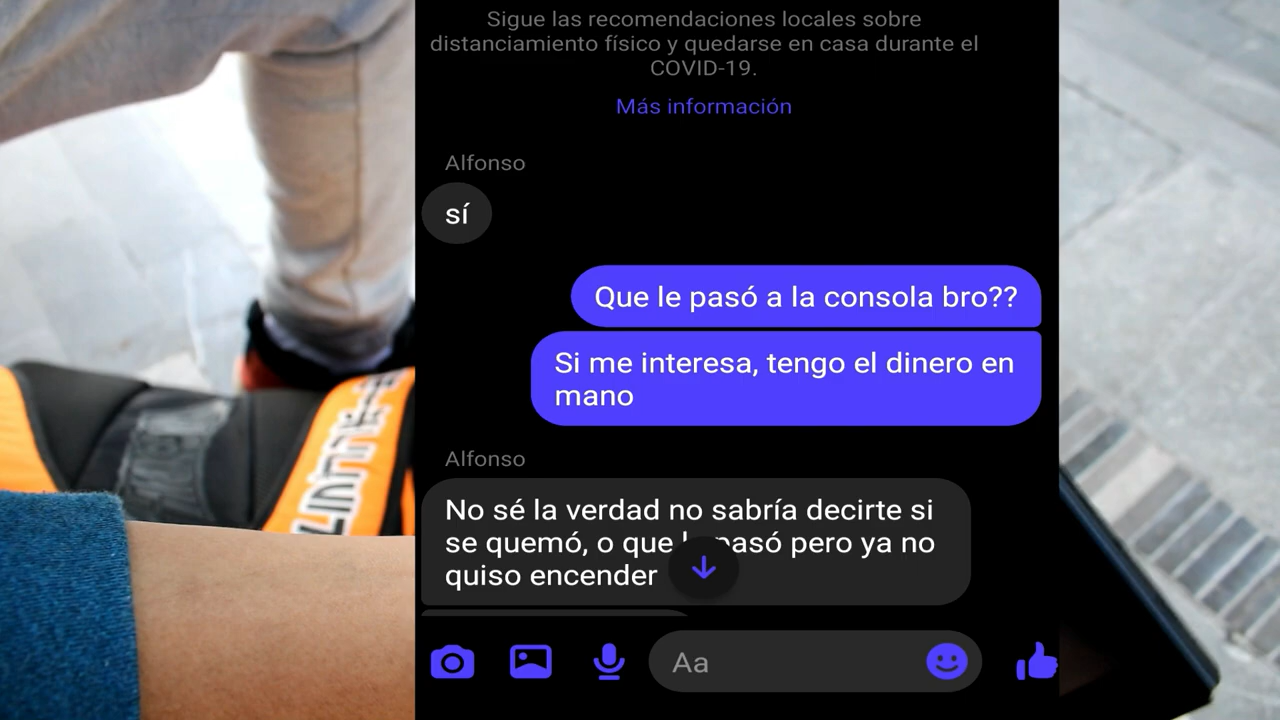 Sigue las recomendaciones locales sobre
distanciamiento físico y quedarse en casa durante el
COVID-19.
Más información
Alfonso
sí
Que le pasó a la consola bro??
Si me interesa, tengo el dinero en
mano
Alfonso
No sé la verdad no sabría decirte si
se quemó, o que pasó pero ya no
quiso encender
Aa